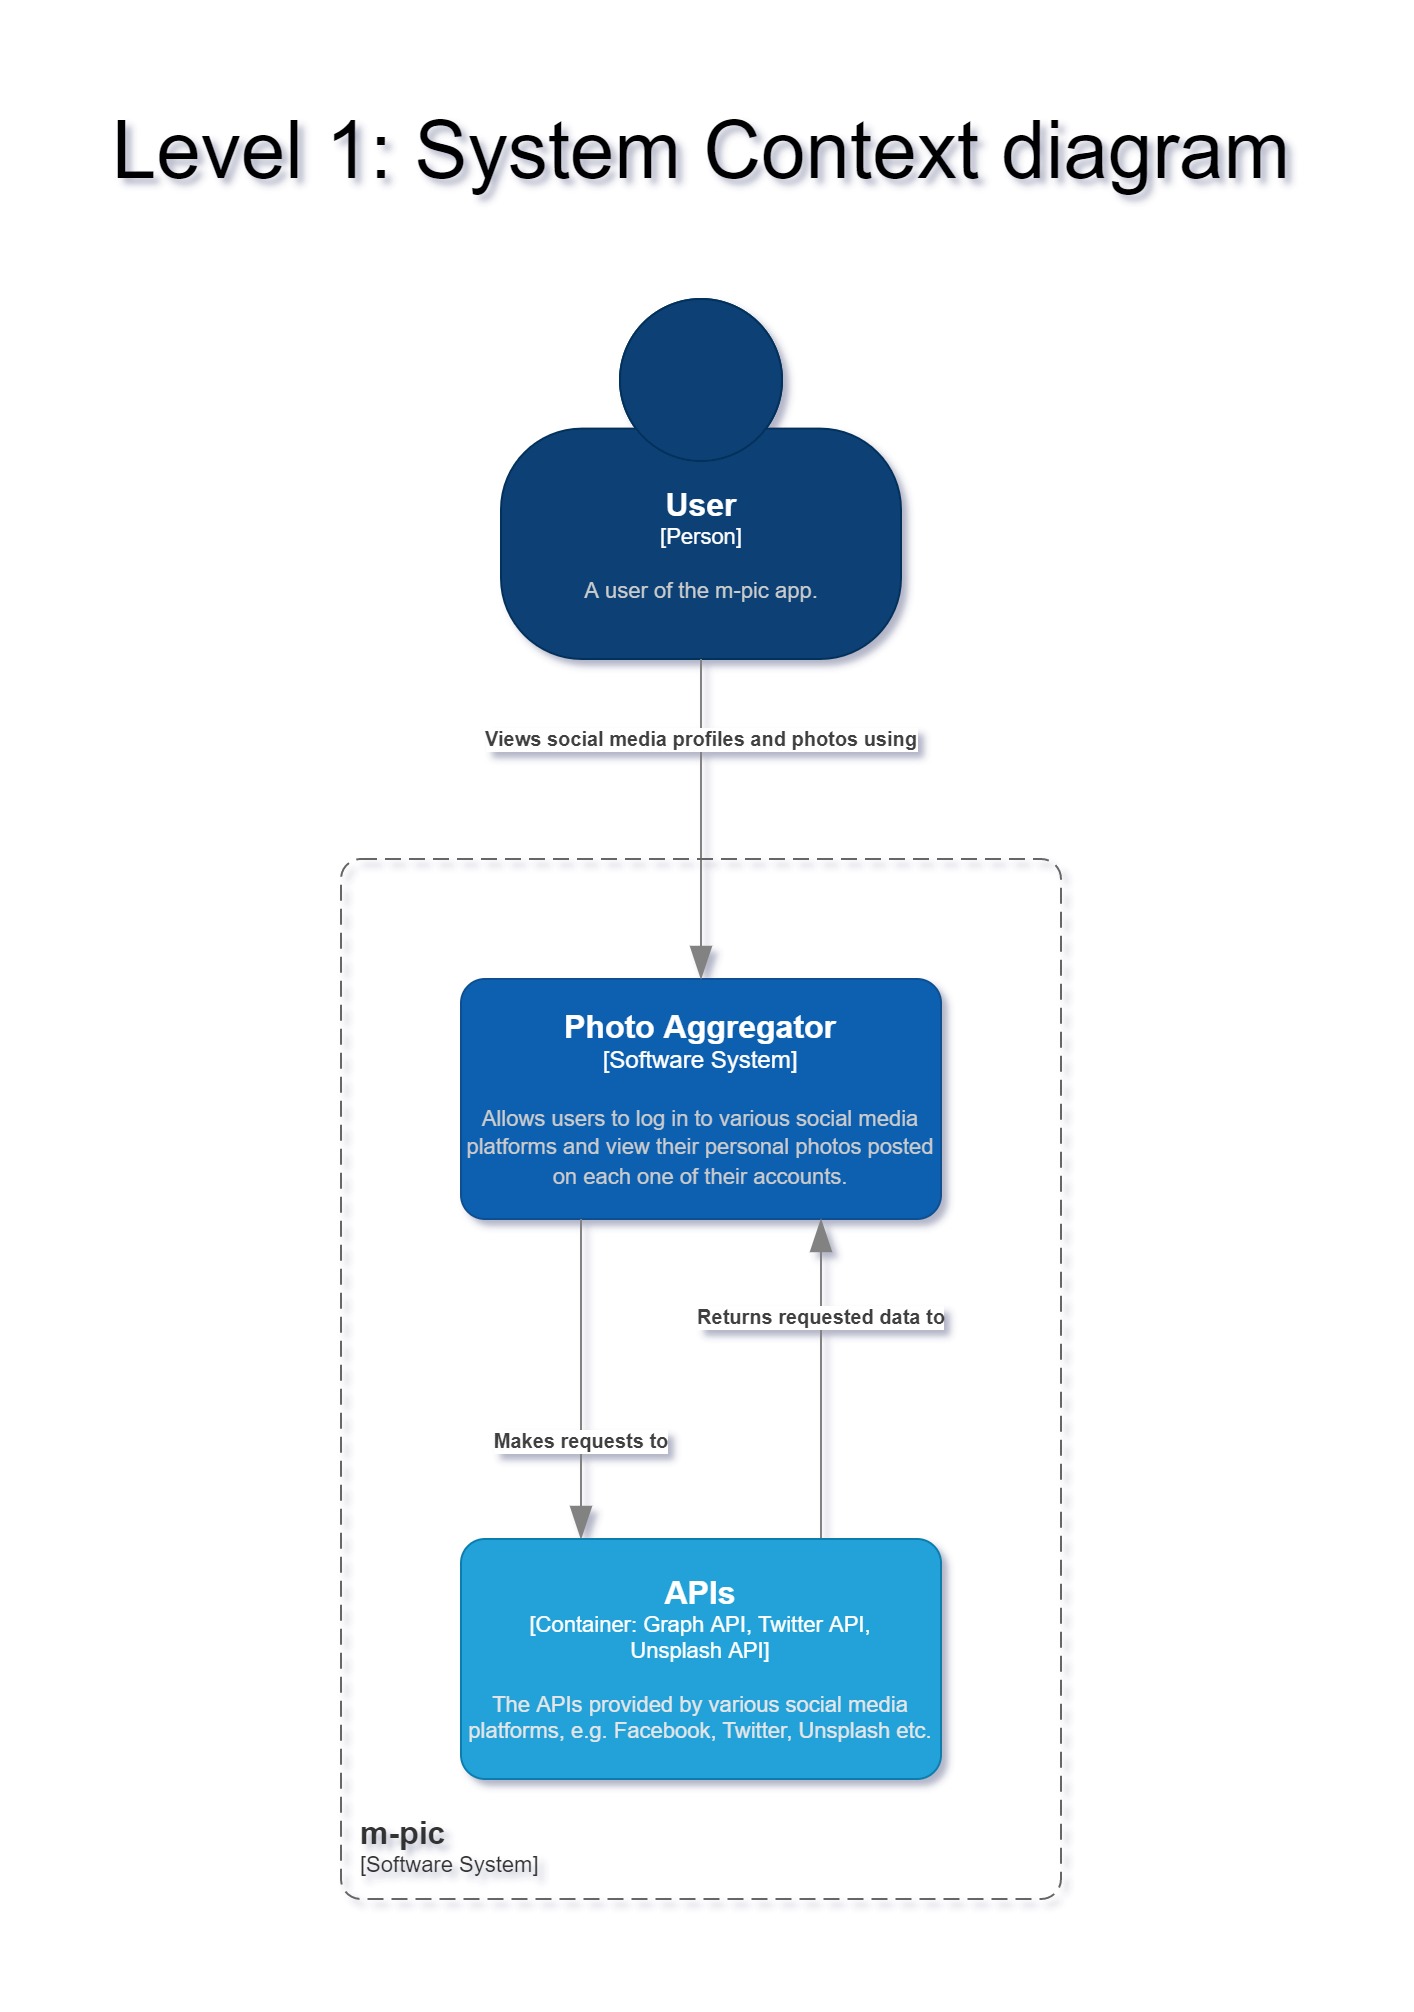 Level 1: System Context diagram
User
[Person]
A user of the m-pic app.
Views social media profiles and photos using
Photo Aggregator
[Software System]
Allows users to log in to various social media
platforms and view their personal photos posted
on each one of their accounts.
Returns requested data to
Makes requests to
APIs
[Container: Graph API, Twitter API,
Unsplash API]
The APIs provided by various social media
platforms, e.g. Facebook, Twitter, Unsplash etc.
m-pic
[Software System]